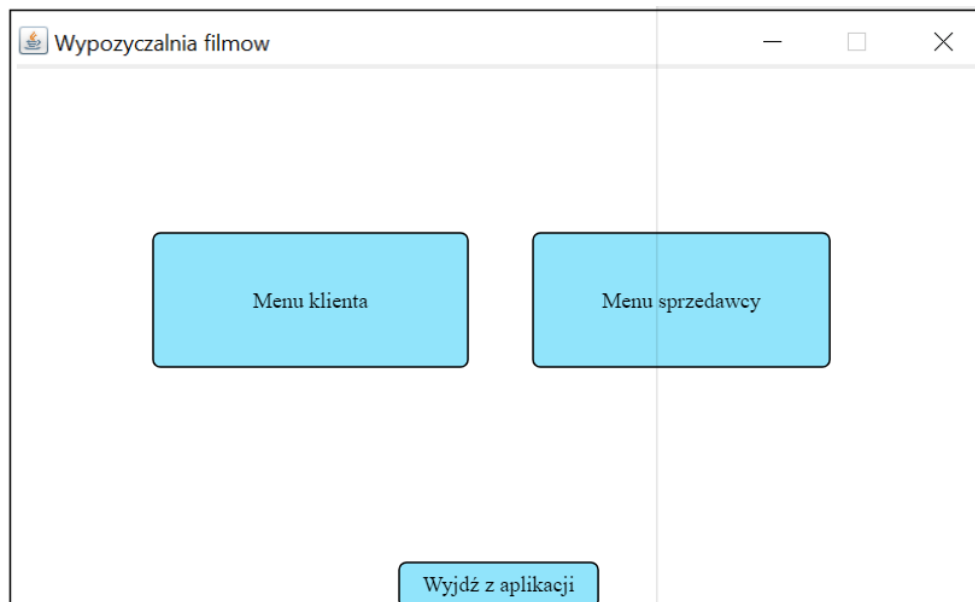 Wypozyczalnia filmow
Menu klienta
Menu sprzedawcy
Wyjdź z aplikacji